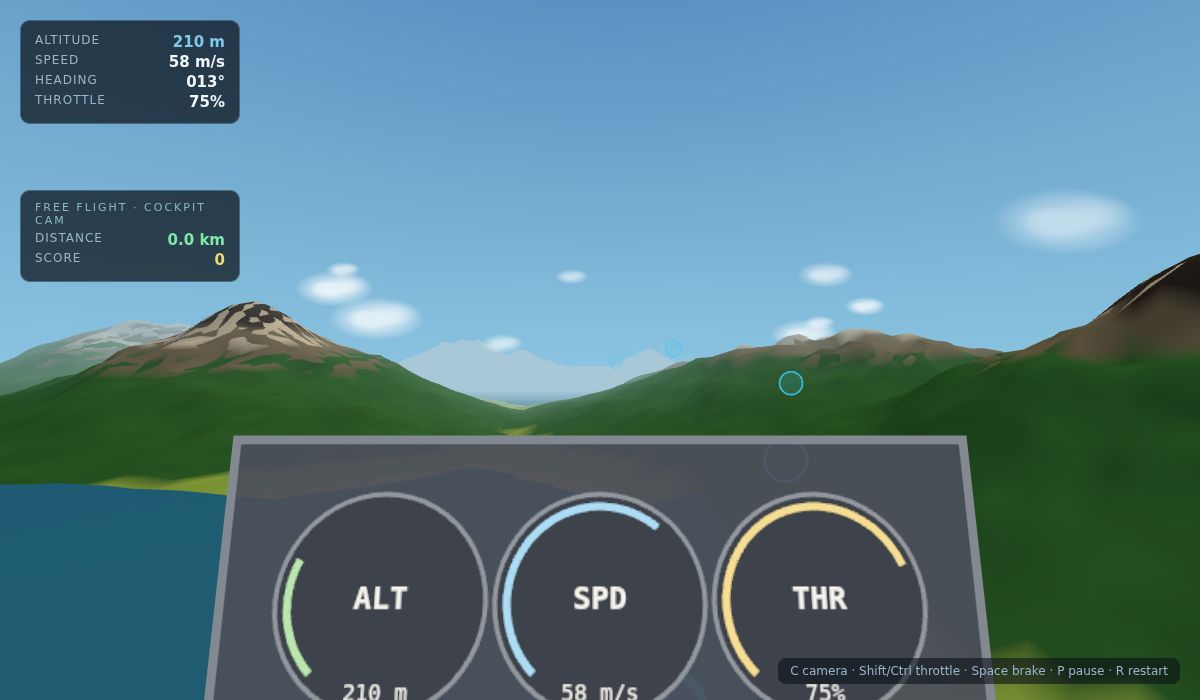 ALTITUDE 210 m
SPEED 58 m/s
HEADING 013°
THROTTLE 75%
FREE FLIGHT · COCKPIT
CAM
DISTANCE 0.0 km
SCORE 0
ALT SPD THR
210 m 58 m/s 75%
C camera · Shift/Ctrl throttle · Space brake · P pause · R restart